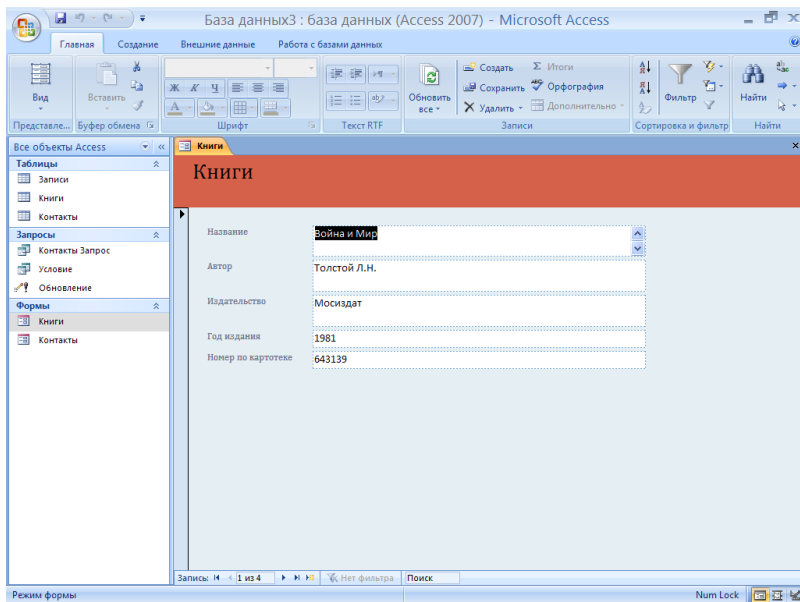 База данных3 : база данных (Access 2007) - Microsoft Access
Главная Создание Внешние данные Работа с базами данных
Вид
Представле...
Вставить
Буфер обмена
Ж К Ч
Шрифт
Текст RTF
Обновить все
Создать
Сохранить
Удалить
Итоги
Орфография
Дополнительно
Записи
Фильтр
Сортировка и фильтр
Найти
Найти
Все объекты Access
Таблицы
Записи
Книги
Контакты
Запросы
Контакты Запрос
Условие
Обновление
Формы
Книги
Контакты
Книги
Книги
Название Война и Мир
Автор Толстой Л.Н.
Издательство Мосиздат
Год издания 1981
Номер по картотеке 643139
Запись: 1 из 4 Нет фильтра Поиск
Режим формы Num Lock